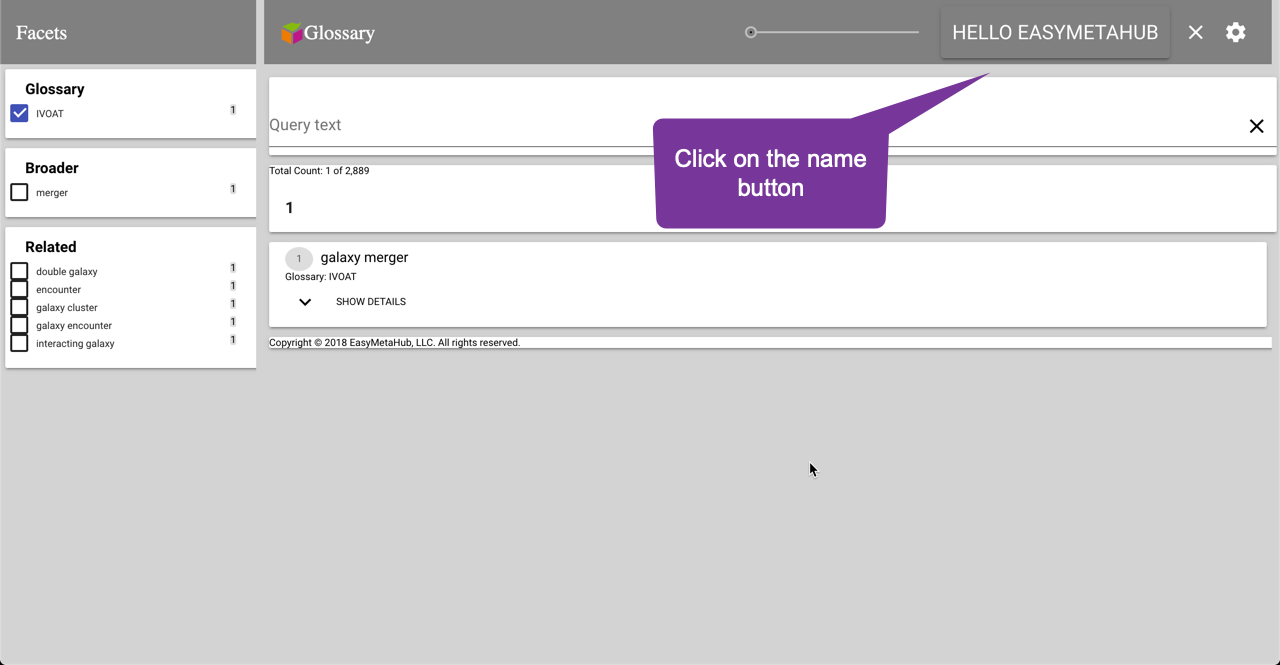 Facets
Glossary
HELLO EASYMETAHUB
Glossary
IVOAT 1
Broader
merger 1
Related
double galaxy 1
encounter 1
galaxy cluster 1
galaxy encounter 1
interacting galaxy 1
Query text
Click on the name
button
Total Count: 1 of 2,889
1
1 galaxy merger
Glossary: IVOAT
SHOW DETAILS
Copyright © 2018 EasyMetaHub, LLC. All rights reserved.